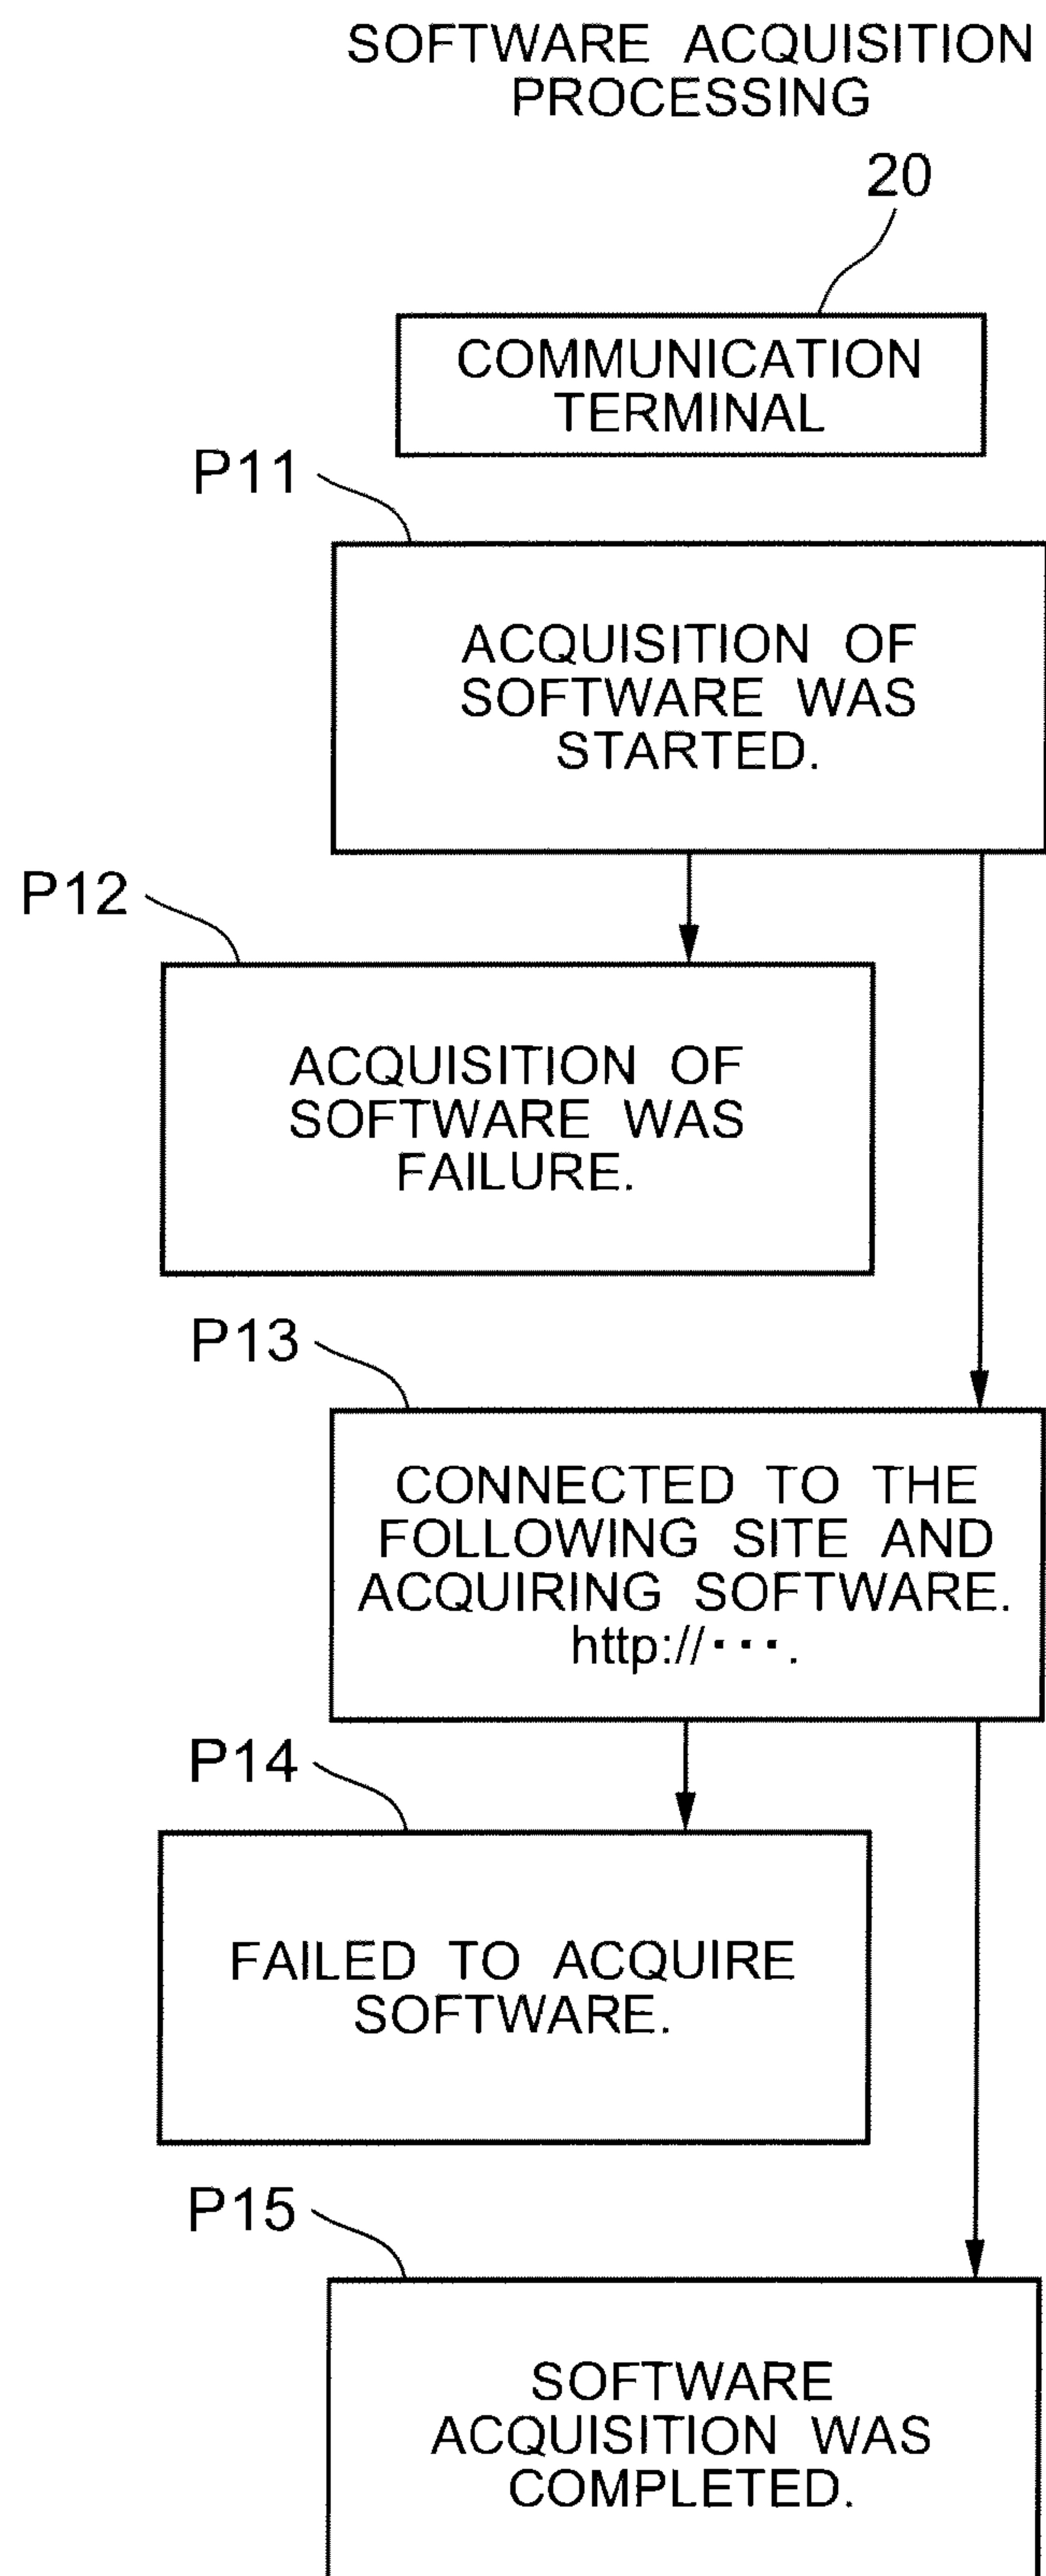 SOFTWARE ACQUISITION
PROCESSING
20
COMMUNICATION
TERMINAL
P11
ACQUISITION OF
SOFTWARE WAS
STARTED.
P12
ACQUISITION OF
SOFTWARE WAS
FAILURE.
P13
CONNECTED TO THE
FOLLOWING SITE AND
ACQUIRING SOFTWARE.
http://・・・.
P14
FAILED TO ACQUIRE
SOFTWARE.
P15
SOFTWARE
ACQUISITION WAS
COMPLETED.